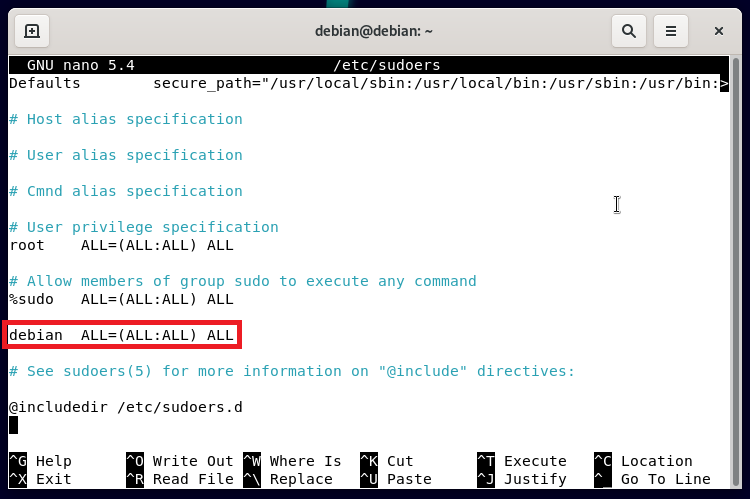 debian@debian: ~
GNU nano 5.4 /etc/sudoers
Defaults secure_path="/usr/local/sbin:/usr/local/bin:/usr/sbin:/usr/bin:>
# Host alias specification
# User alias specification
# Cmnd alias specification
# User privilege specification
root ALL=(ALL:ALL) ALL
# Allow members of group sudo to execute any command
%sudo ALL=(ALL:ALL) ALL
debian ALL=(ALL:ALL) ALL
# See sudoers(5) for more information on "@include" directives:
@includedir /etc/sudoers.d
^G Help ^O Write Out ^W Where Is ^K Cut ^T Execute ^C Location
^X Exit ^R Read File ^\ Replace ^U Paste ^J Justify ^_ Go To Line